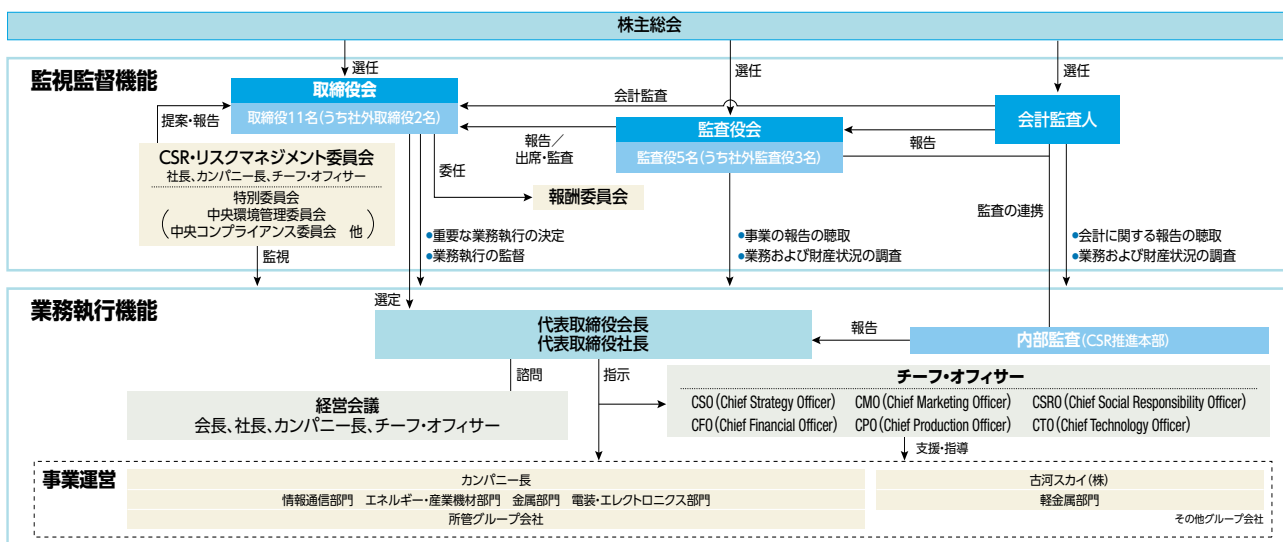 株主総会
監視監督機能
選任
選任
選任
取締役会
取締役11名(うち社外取締役2名)
会計監査
会計監査人
提案・報告
監査役会
監査役5名(うち社外監査役3名)
報告／
出席・監査
報告
CSR・リスクマネジメント委員会
社長、カンパニー長、チーフ・オフィサー
特別委員会
中央環境管理委員会
中央コンプライアンス委員会　他
委任
報酬委員会
監査の連携
監視
●重要な業務執行の決定
●業務執行の監督
●事業の報告の聴取
●業務および財産状況の調査
●会計に関する報告の聴取
●業務および財産状況の調査
業務執行機能
選定
代表取締役会長
代表取締役社長
報告
内部監査(CSR推進本部)
諮問
指示
経営会議
会長、社長、カンパニー長、チーフ・オフィサー
チーフ・オフィサー
CSO(Chief Strategy Officer)　CMO(Chief Marketing Officer)　CSRO(Chief Social Responsibility Officer)
CFO(Chief Financial Officer)　CPO(Chief Production Officer)　CTO(Chief Technology Officer)
支援・指導
事業運営
カンパニー長
情報通信部門　エネルギー・産業機材部門　金属部門　電装・エレクトロニクス部門
所管グループ会社
古河スカイ(株)
軽金属部門
その他グループ会社